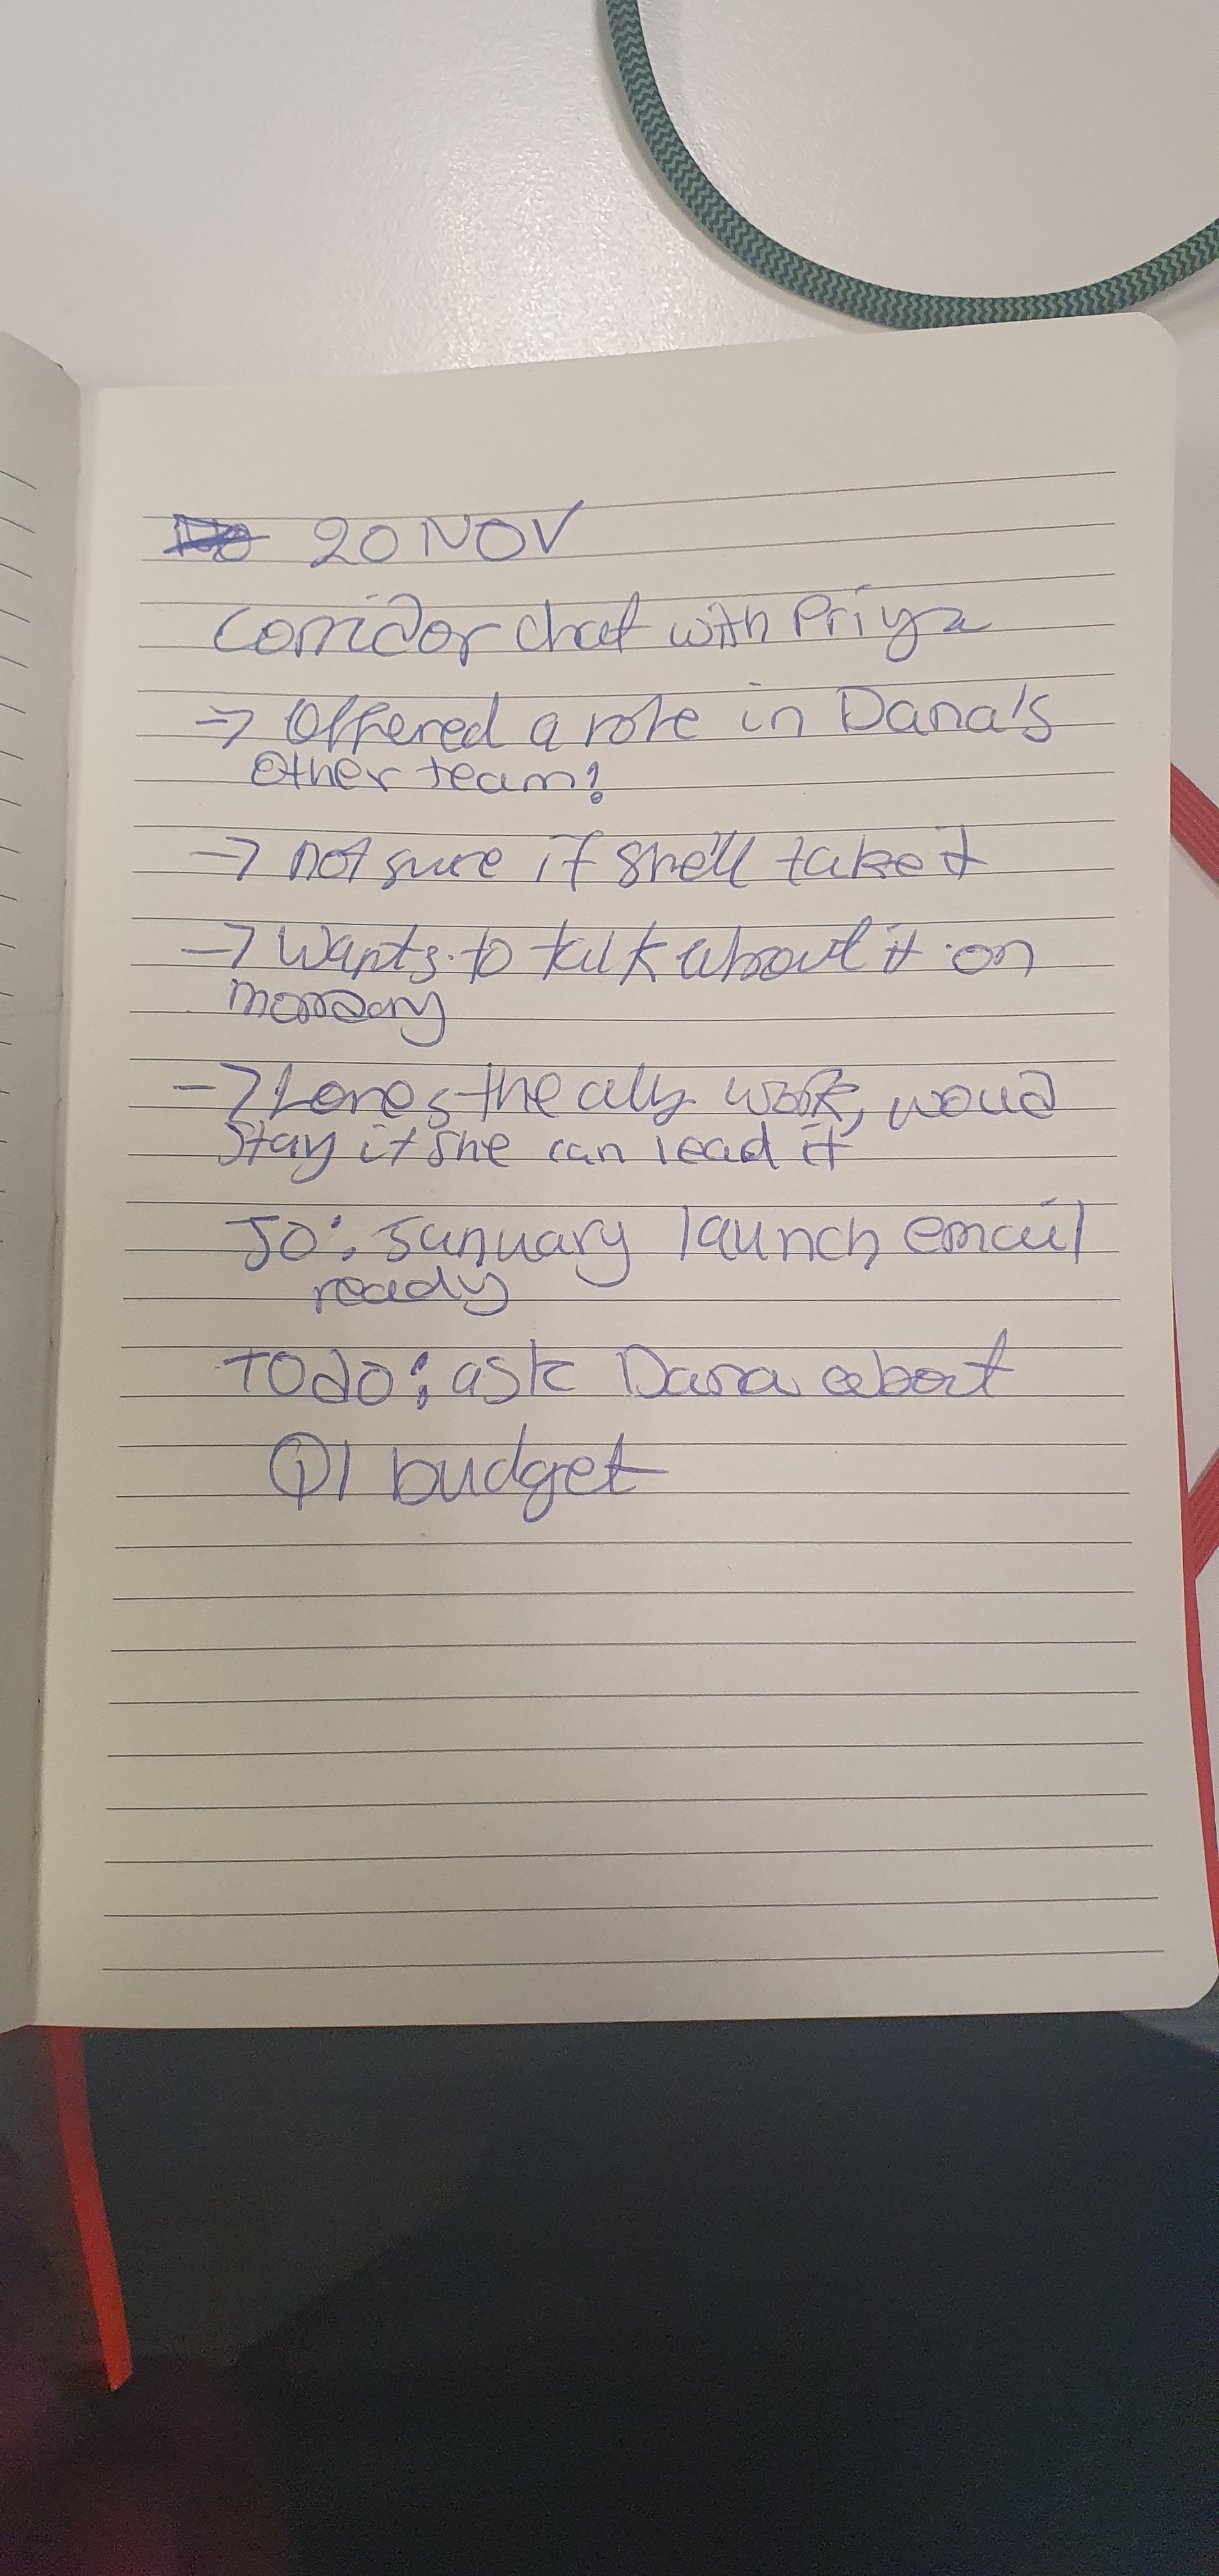 20 NOV
Corridor chat with Priya
=> Offered a role in Dana's
other team!
-> not sure if she'll take it
-> Wants to talk about it on
monday
-> Loves the ally work, would
stay if she can lead it
JO: January launch email
ready
TOdo: ask Dana about
Q1 budget